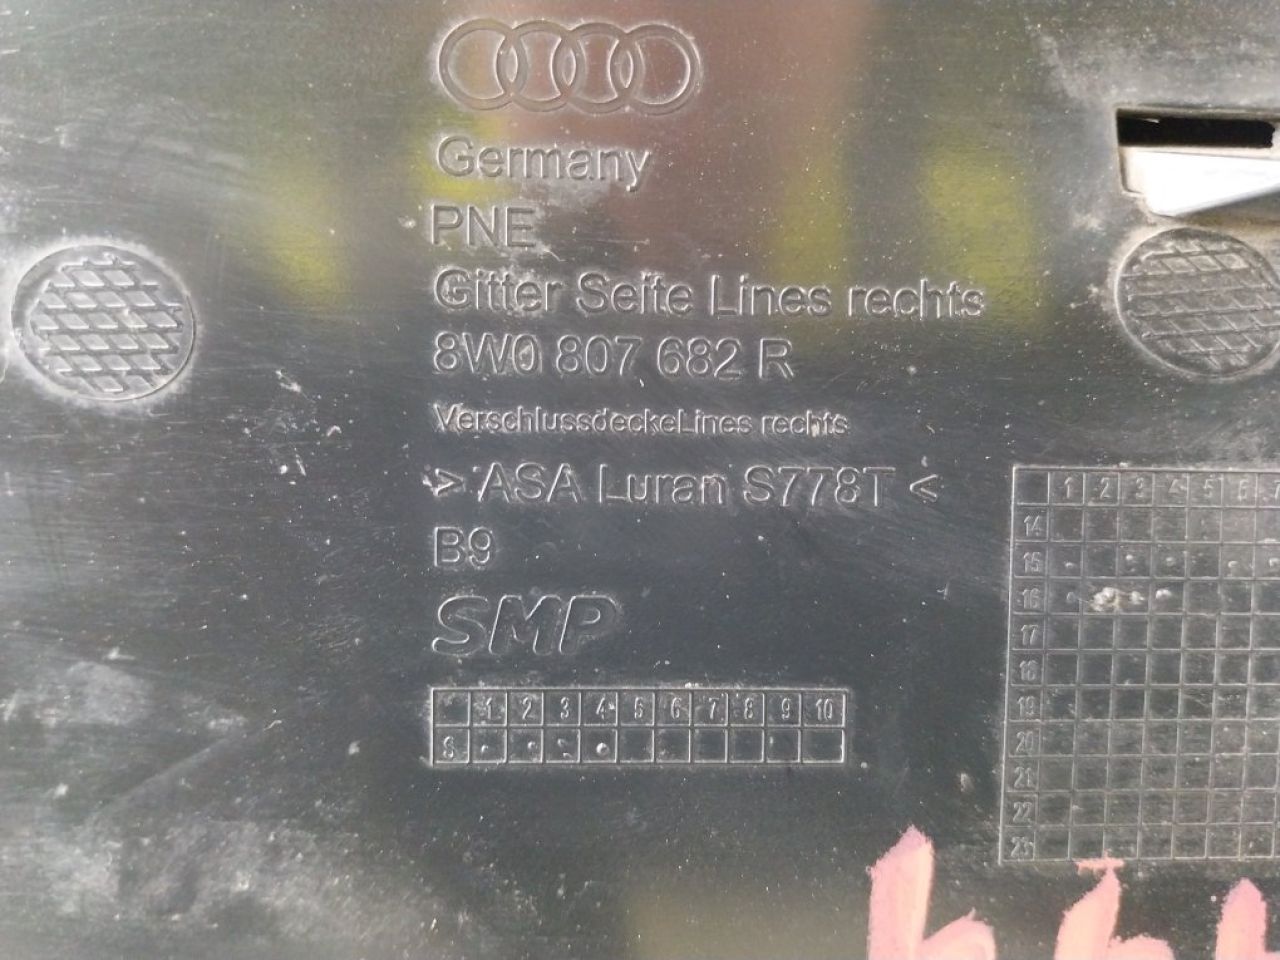 Germany
PNE
Gitter Seite Lines rechts
8W0 807 682 R
VerschlussdeckeLines rechts
> ASA Luran S778T <
B9
SMP
1 2 3 4 5 6 7 8 9 10
S
1 2 3 4 5 6 7
14
15
16
17
18
19
20
21
22
23